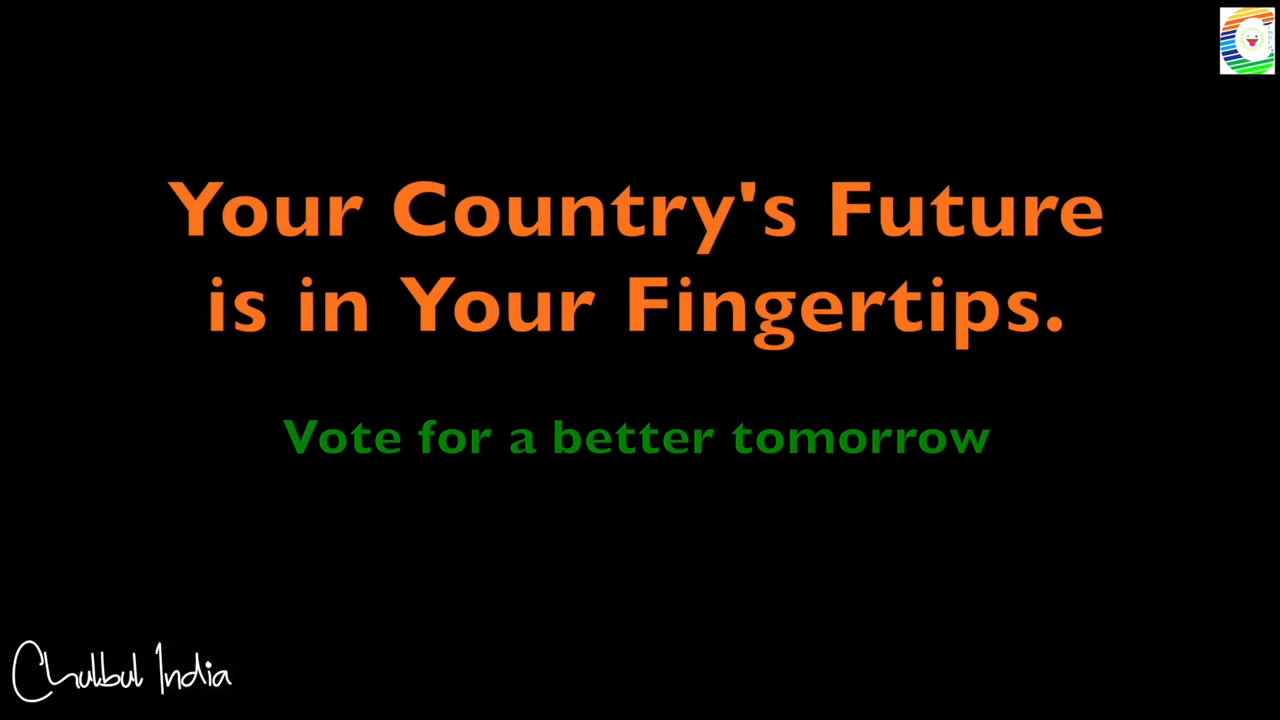 Your Country's Future
is in Your Fingertips.
Vote for a better tomorrow
Chulbul India